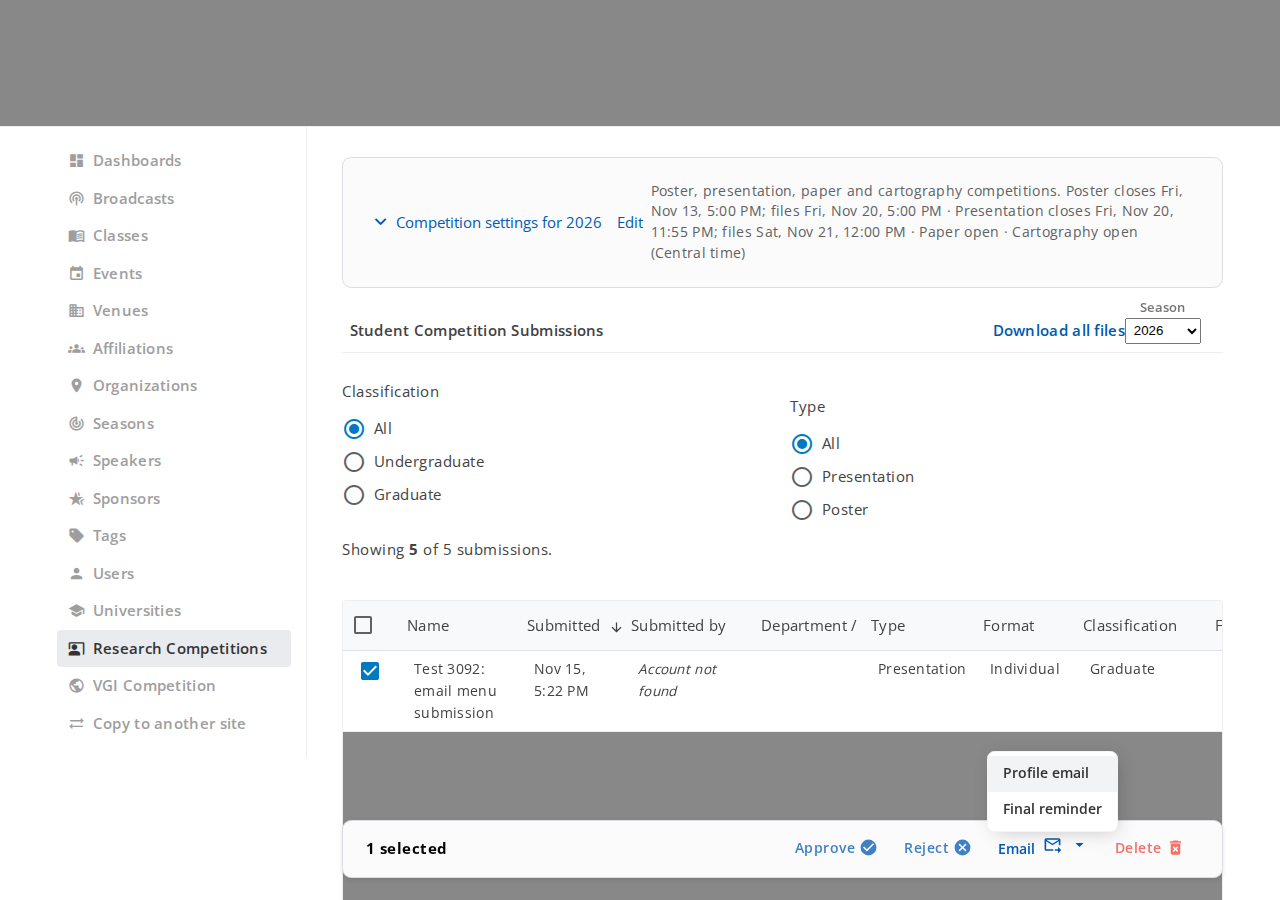 Dashboards
Broadcasts
Classes
Events
Venues
Affiliations
Organizations
Seasons
Speakers
Sponsors
Tags
Users
Universities
Research Competitions
VGI Competition
Copy to another site
Competition settings for 2026 Edit
Poster, presentation, paper and cartography competitions. Poster closes Fri,
Nov 13, 5:00 PM; files Fri, Nov 20, 5:00 PM · Presentation closes Fri, Nov 20,
11:55 PM; files Sat, Nov 21, 12:00 PM · Paper open · Cartography open
(Central time)
Season
Student Competition Submissions Download all files 2026
Classification
All
Undergraduate
Graduate
Type
All
Presentation
Poster
Showing 5 of 5 submissions.
Name Submitted Submitted by Department / Type Format Classification F
Test 3092: Nov 15, Account not Presentation Individual Graduate
email menu 5:22 PM found
submission
Profile email
Final reminder
1 selected Approve Reject Email Delete